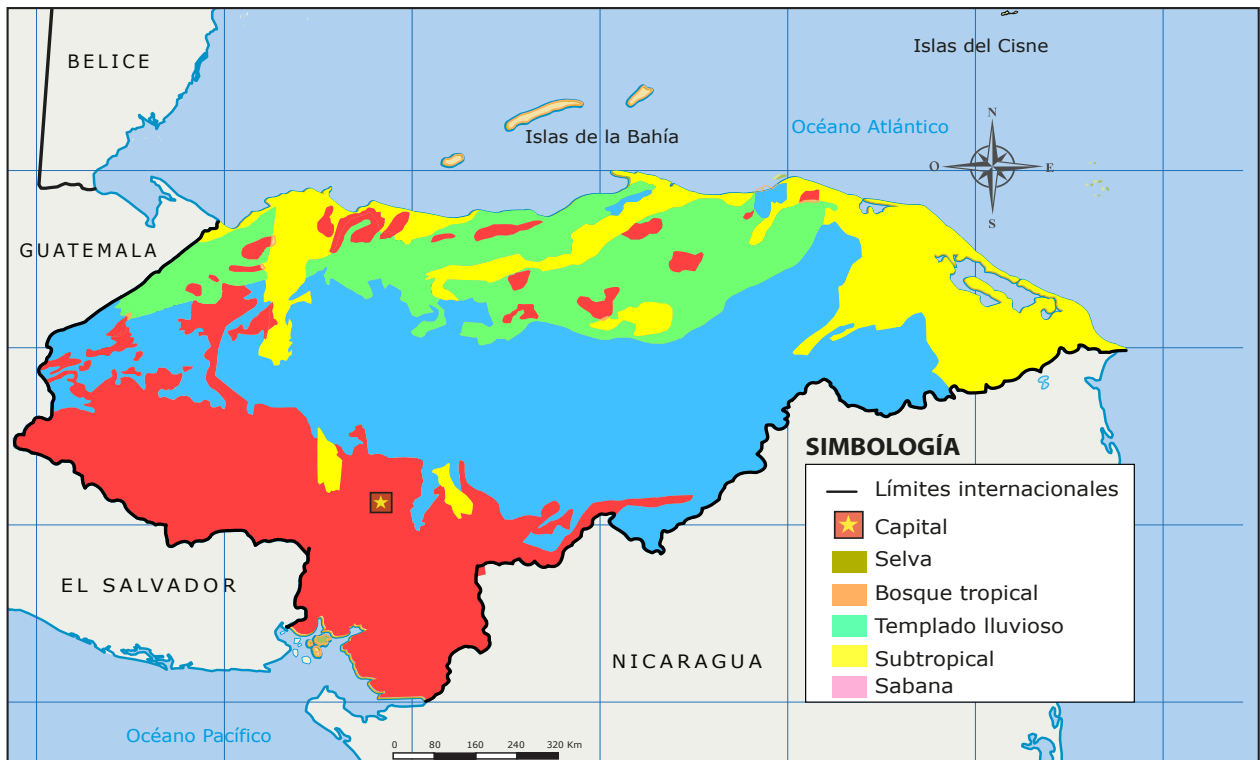 BELICE
Islas del Cisne
Islas de la Bahía
Océano Atlántico
N
O
E
S
GUATEMALA
SIMBOLOGÍA
Límites internacionales
Capital
Selva
Bosque tropical
Templado lluvioso
Subtropical
Sabana
EL SALVADOR
NICARAGUA
Océano Pacífico
0 80 160 240 320 Km